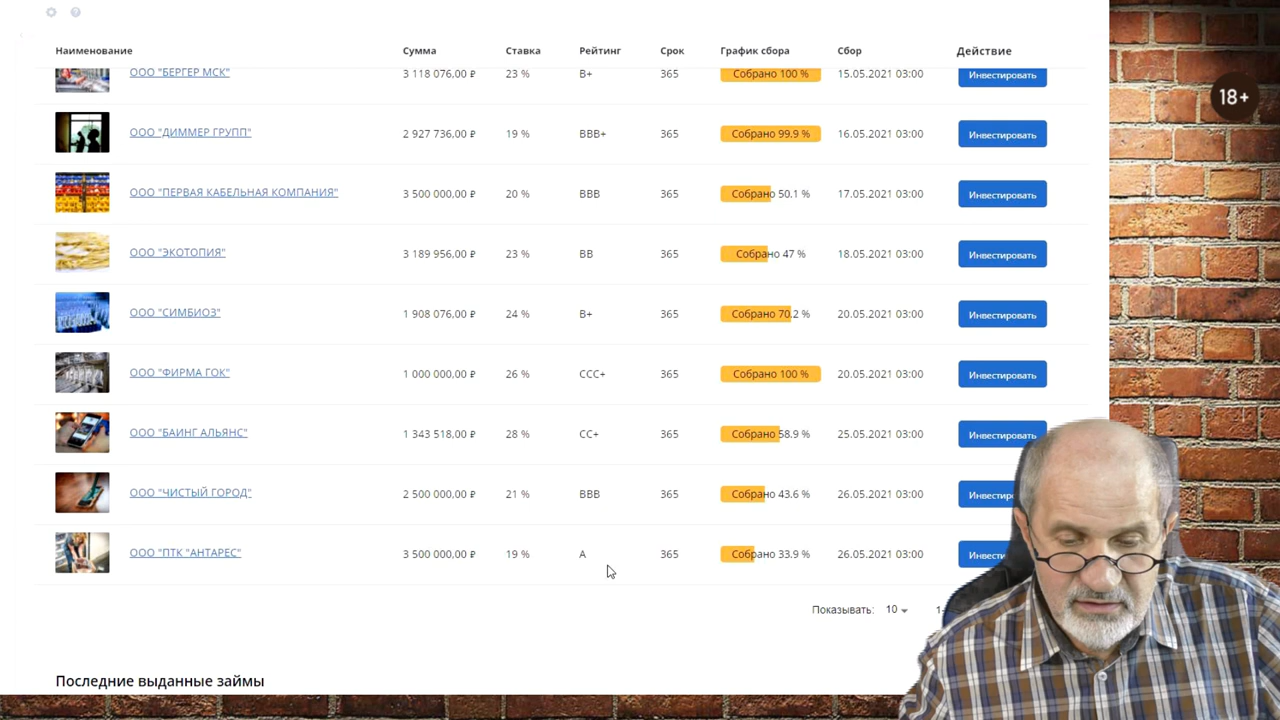 Наименование Сумма Ставка Рейтинг Срок График сбора Сбор Действие
ООО "БЕРГЕР МСК" 3 118 076,00 ₽ 23 % B+ 365 Собрано 100 % 15.05.2021 03:00 Инвестировать
18+
ООО "ДИММЕР ГРУПП" 2 927 736,00 ₽ 19 % BBB+ 365 Собрано 99.9 % 16.05.2021 03:00 Инвестировать
ООО "ПЕРВАЯ КАБЕЛЬНАЯ КОМПАНИЯ" 3 500 000,00 ₽ 20 % BBB 365 Собрано 50.1 % 17.05.2021 03:00 Инвестировать
ООО "ЭКОТОПИЯ" 3 189 956,00 ₽ 23 % BB 365 Собрано 47 % 18.05.2021 03:00 Инвестировать
ООО "СИМБИОЗ" 1 908 076,00 ₽ 24 % B+ 365 Собрано 70.2 % 20.05.2021 03:00 Инвестировать
ООО "ФИРМА ГОК" 1 000 000,00 ₽ 26 % CCC+ 365 Собрано 100 % 20.05.2021 03:00 Инвестировать
ООО "БАИНГ АЛЬЯНС" 1 343 518,00 ₽ 28 % CC+ 365 Собрано 58.9 % 25.05.2021 03:00 Инвестировать
ООО "ЧИСТЫЙ ГОРОД" 2 500 000,00 ₽ 21 % BBB 365 Собрано 43.6 % 26.05.2021 03:00 Инвестир
ООО "ПТК "АНТАРЕС" 3 500 000,00 ₽ 19 % A 365 Собрано 33.9 % 26.05.2021 03:00 Инвести
Показывать: 10 1-
Последние выданные займы